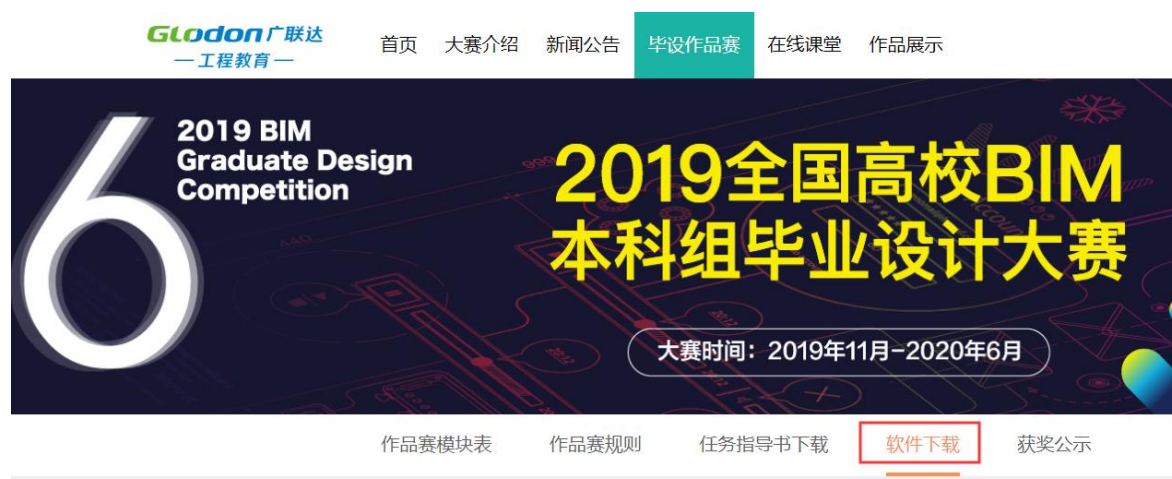 GLodon广联达
— 工程教育 —
首页 大赛介绍 新闻公告 毕设作品赛 在线课堂 作品展示
6
2019 BIM
Graduate Design
Competition
2019全国高校BIM
本科组毕业设计大赛
大赛时间：2019年11月-2020年6月
作品赛模块表 作品赛规则 任务指导书下载 软件下载 获奖公示